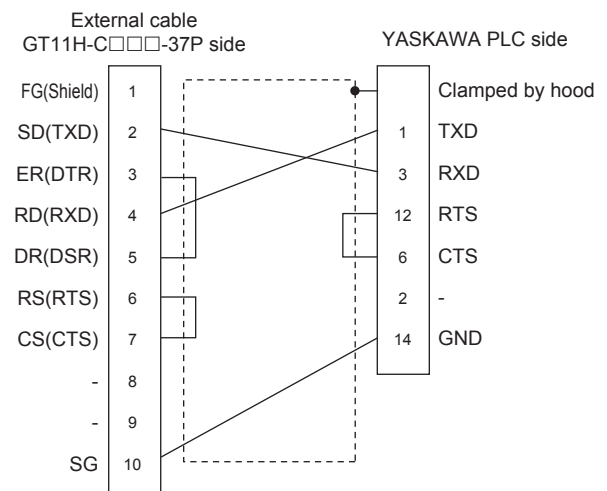 External cable
GT11H-C□□□-37P side
YASKAWA PLC side
FG(Shield) 1
Clamped by hood
SD(TXD) 2
1 TXD
ER(DTR) 3
3 RXD
RD(RXD) 4
12 RTS
DR(DSR) 5
6 CTS
RS(RTS) 6
2 -
CS(CTS) 7
14 GND
- 8
- 9
SG 10